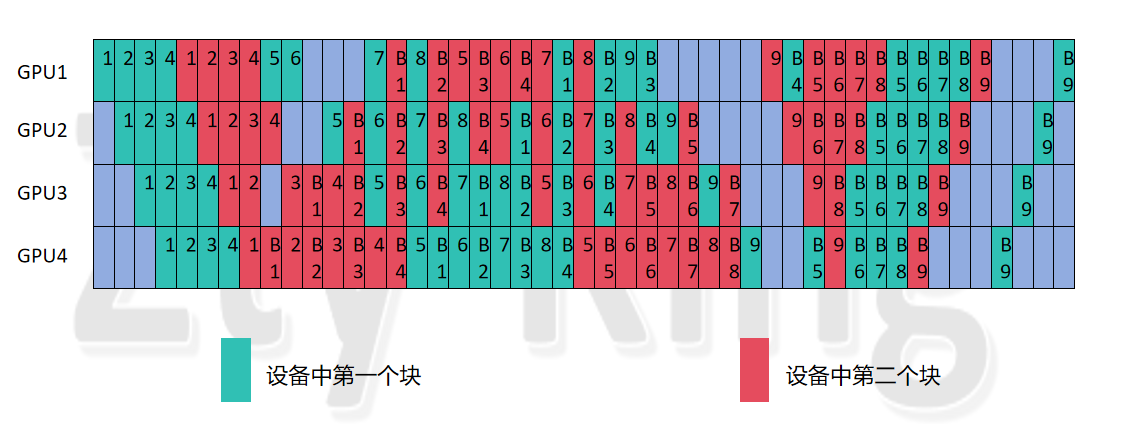 GPU1 1 2 3 4 1 2 3 4 5 6 7 B1 8 B2 5 B3 6 B4 7 B1 8 B2 9 B3 9 B4 B5 B6 B7 B8 B5 B6 B7 B8 B9 B9
GPU2 1 2 3 4 1 2 3 4 5 B1 6 B2 7 B3 8 B4 5 B1 6 B2 7 B3 8 B4 9 B5 9 B6 B7 B8 B5 B6 B7 B8 B9 B9
GPU3 1 2 3 4 1 2 3 B1 4 B2 5 B3 6 B4 7 B1 8 B2 5 B3 6 B4 7 B5 8 B6 9 B7 9 B8 B5 B6 B7 B8 B9 B9
GPU4 1 2 3 4 1 B1 2 B2 3 B3 4 B4 5 B1 6 B2 7 B3 8 B4 5 B5 6 B6 7 B7 8 B8 9 B5 9 B6 B7 B8 B9 B9
Zty King
设备中第一个块
设备中第二个块